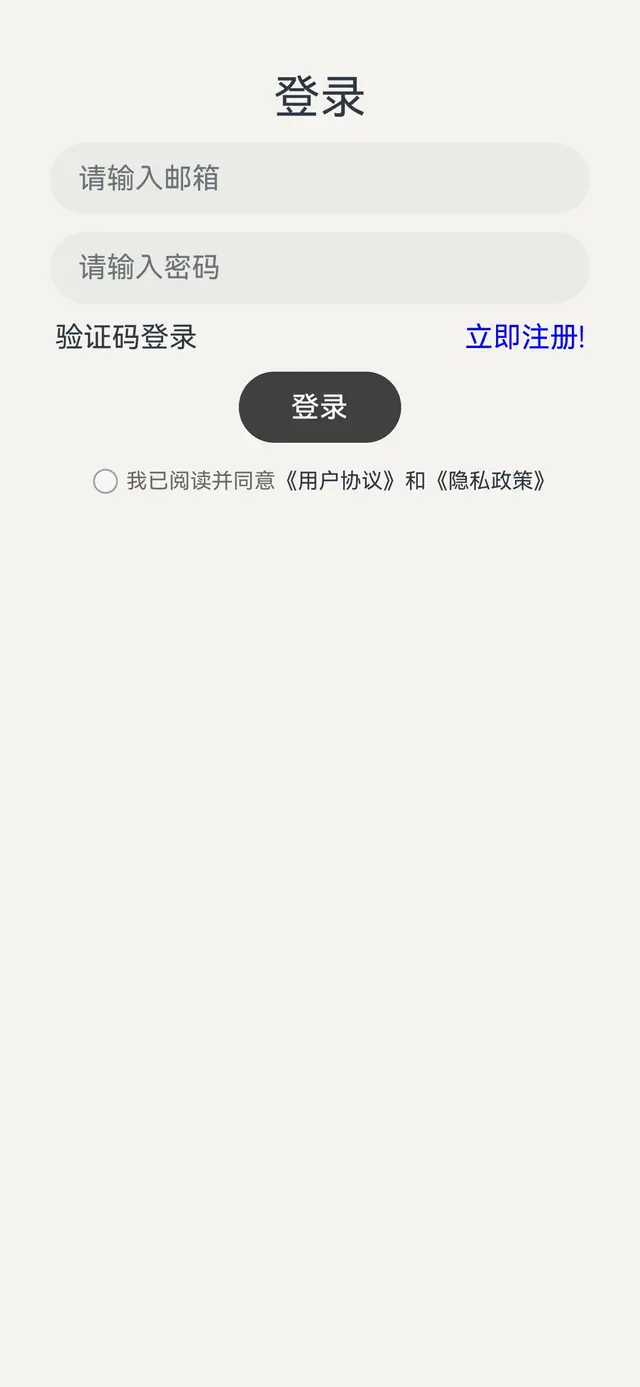 登录
请输入邮箱
请输入密码
验证码登录 立即注册!
登录
我已阅读并同意《用户协议》和《隐私政策》